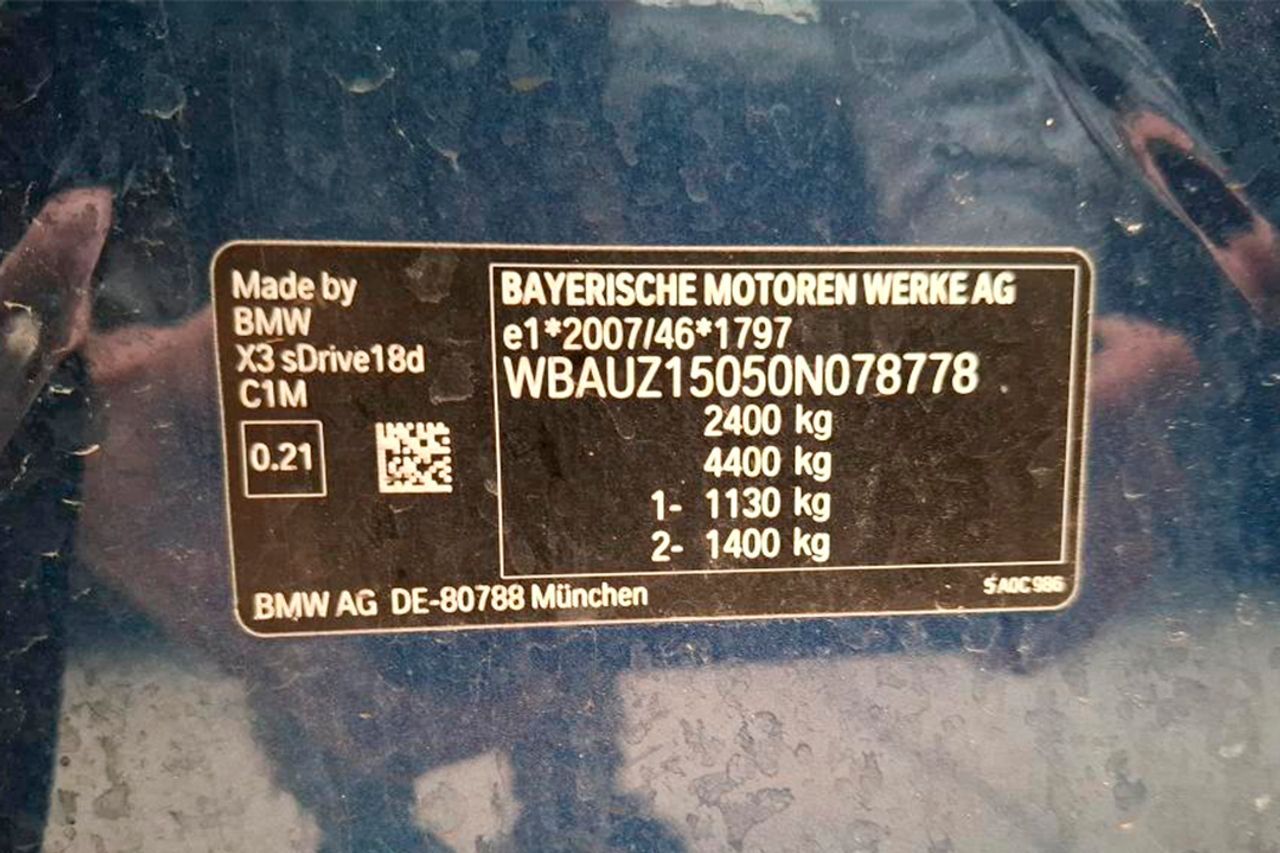 Made by
BMW
X3 sDrive18d
C1M
0.21
BAYERISCHE MOTOREN WERKE AG
e1*2007/46*1797
WBAUZ15050N078778
2400 kg
4400 kg
1- 1130 kg
2- 1400 kg
BMW AG DE-80788 München
5A0C986